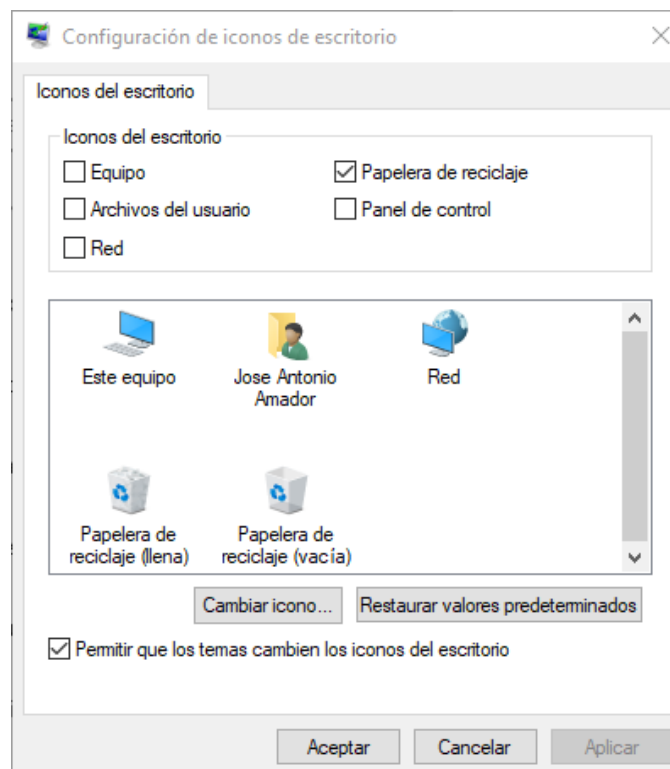 Configuración de iconos de escritorio
Iconos del escritorio
Iconos del escritorio
Equipo
Papelera de reciclaje
Archivos del usuario
Panel de control
Red
Este equipo
Jose Antonio
Amador
Red
Papelera de
reciclaje (llena)
Papelera de
reciclaje (vacía)
Cambiar icono...
Restaurar valores predeterminados
Permitir que los temas cambien los iconos del escritorio
Aceptar
Cancelar
Aplicar